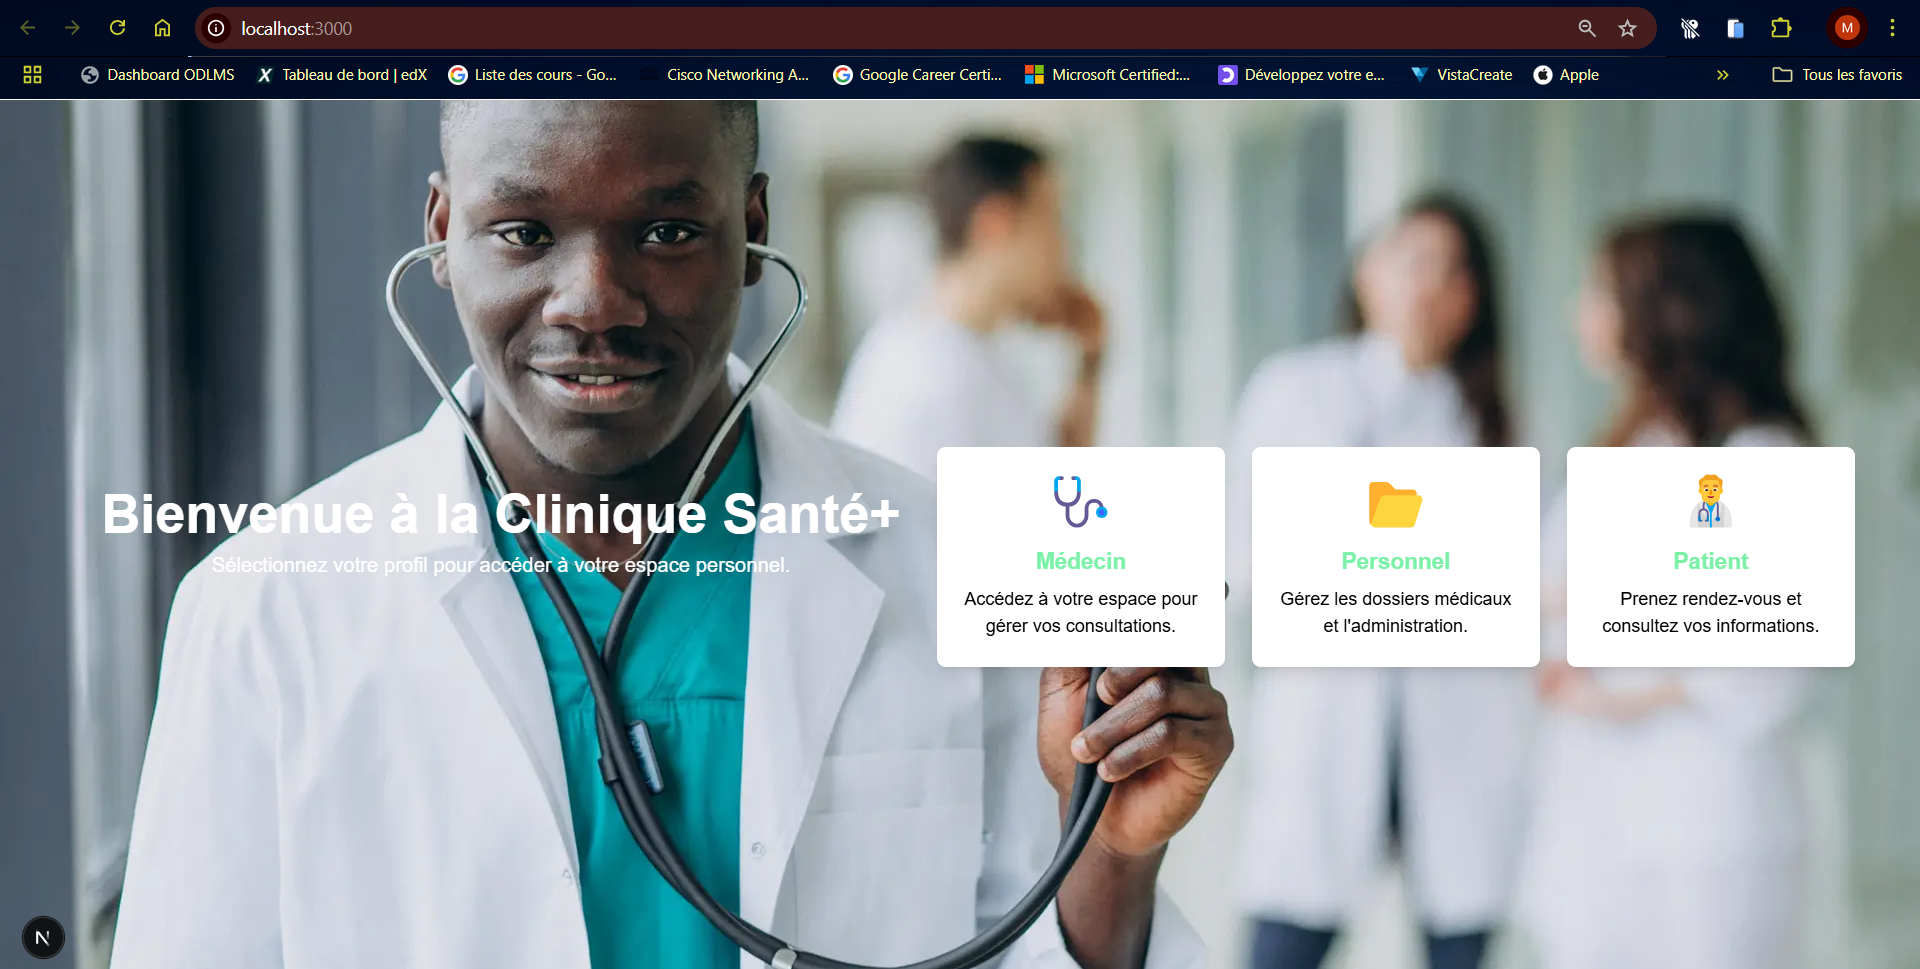 localhost:3000
M
Dashboard ODLMS
X Tableau de bord | edX
Liste des cours - Go...
Cisco Networking A...
Google Career Certi...
Microsoft Certified:...
Développez votre e...
VistaCreate
Apple
»
Tous les favoris
Bienvenue à la Clinique Santé+
Sélectionnez votre profil pour accéder à votre espace personnel.
Médecin
Accédez à votre espace pour
gérer vos consultations.
Personnel
Gérez les dossiers médicaux
et l'administration.
Patient
Prenez rendez-vous et
consultez vos informations.
N